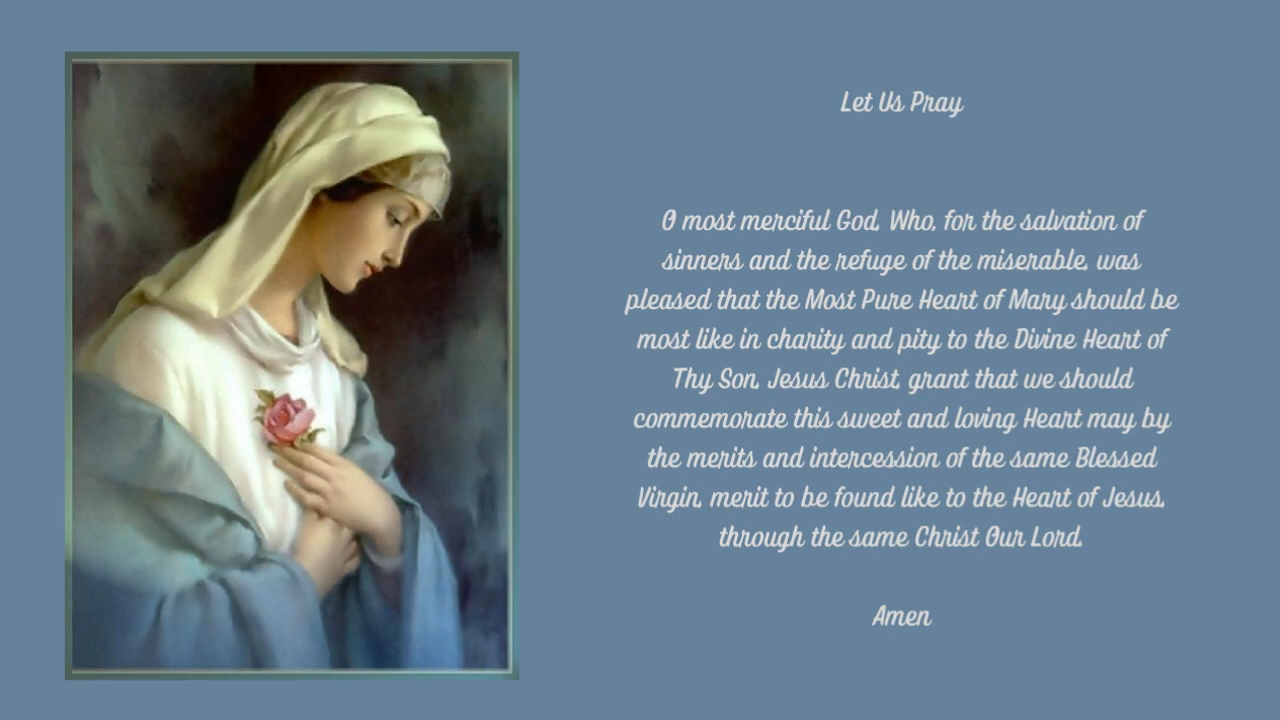 Let Us Pray
O most merciful God, Who, for the salvation of
sinners and the refuge of the miserable, was
pleased that the Most Pure Heart of Mary should be
most like in charity and pity to the Divine Heart of
Thy Son, Jesus Christ, grant that we should
commemorate this sweet and loving Heart may by
the merits and intercession of the same Blessed
Virgin, merit to be found like to the Heart of Jesus,
through the same Christ Our Lord.
Amen